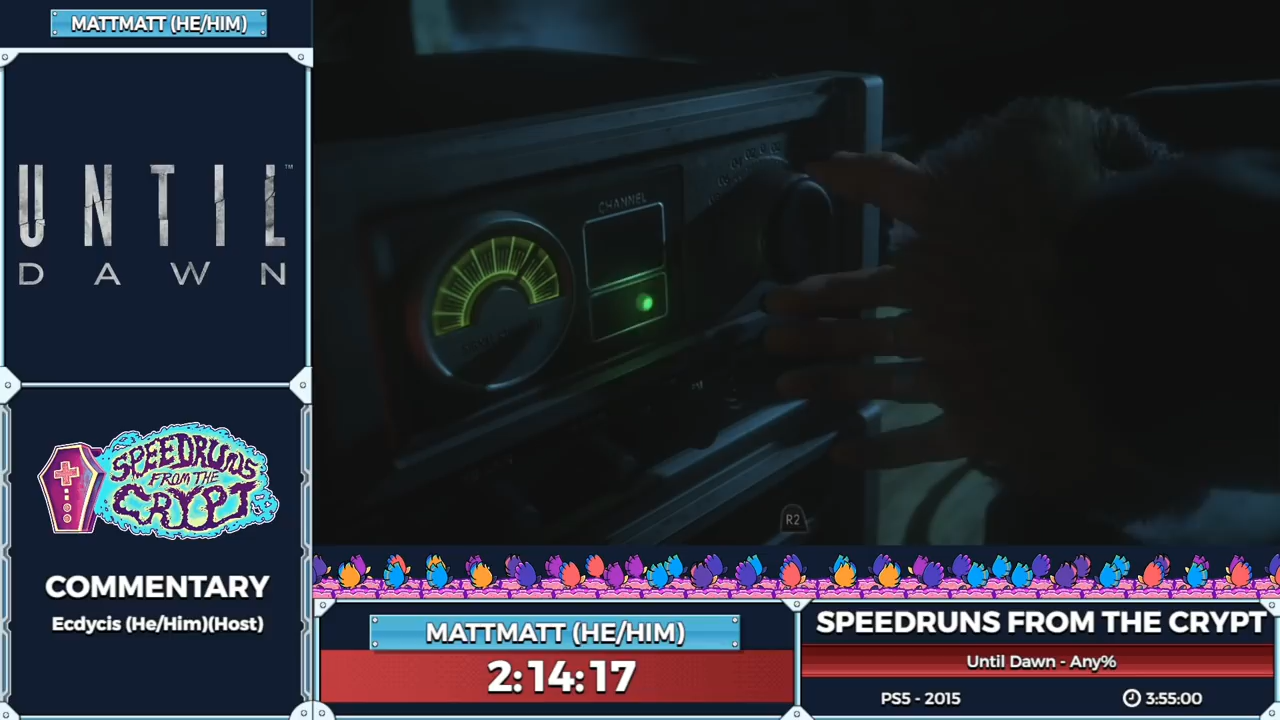 MATTMATT (HE/HIM)
UNTIL™
DAWN
CHANNEL
SPEEDRUNS
FROM THE
CRYPT
COMMENTARY
Ecdycis (He/Him)(Host)
R2
MATTMATT (HE/HIM)
2:14:17
SPEEDRUNS FROM THE CRYPT
Until Dawn - Any%
PS5 - 2015
3:55:00